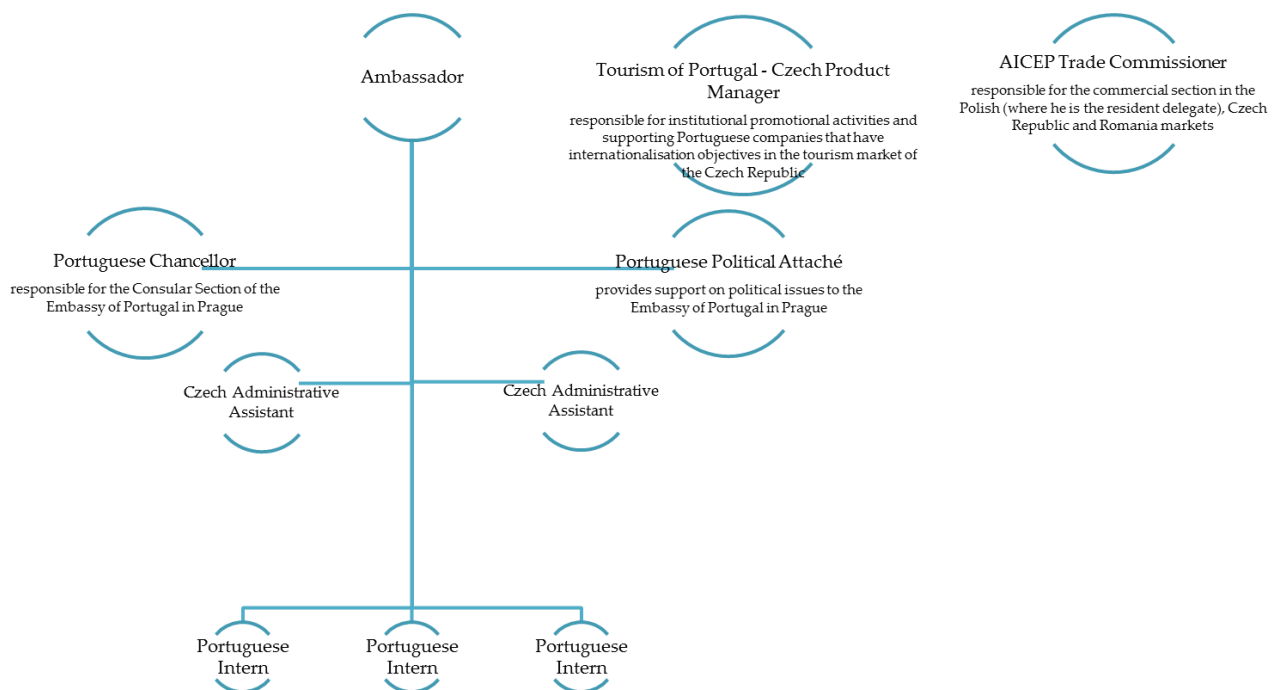 Ambassador
Tourism of Portugal - Czech Product
Manager
responsible for institutional promotional activities and
supporting Portuguese companies that have
internationalisation objectives in the tourism market of
the Czech Republic
AICEP Trade Commissioner
responsible for the commercial section in the
Polish (where he is the resident delegate), Czech
Republic and Romania markets
Portuguese Chancellor
responsible for the Consular Section of the
Embassy of Portugal in Prague
Portuguese Political Attaché
provides support on political issues to the
Embassy of Portugal in Prague
Czech Administrative
Assistant
Czech Administrative
Assistant
Portuguese
Intern
Portuguese
Intern
Portuguese
Intern